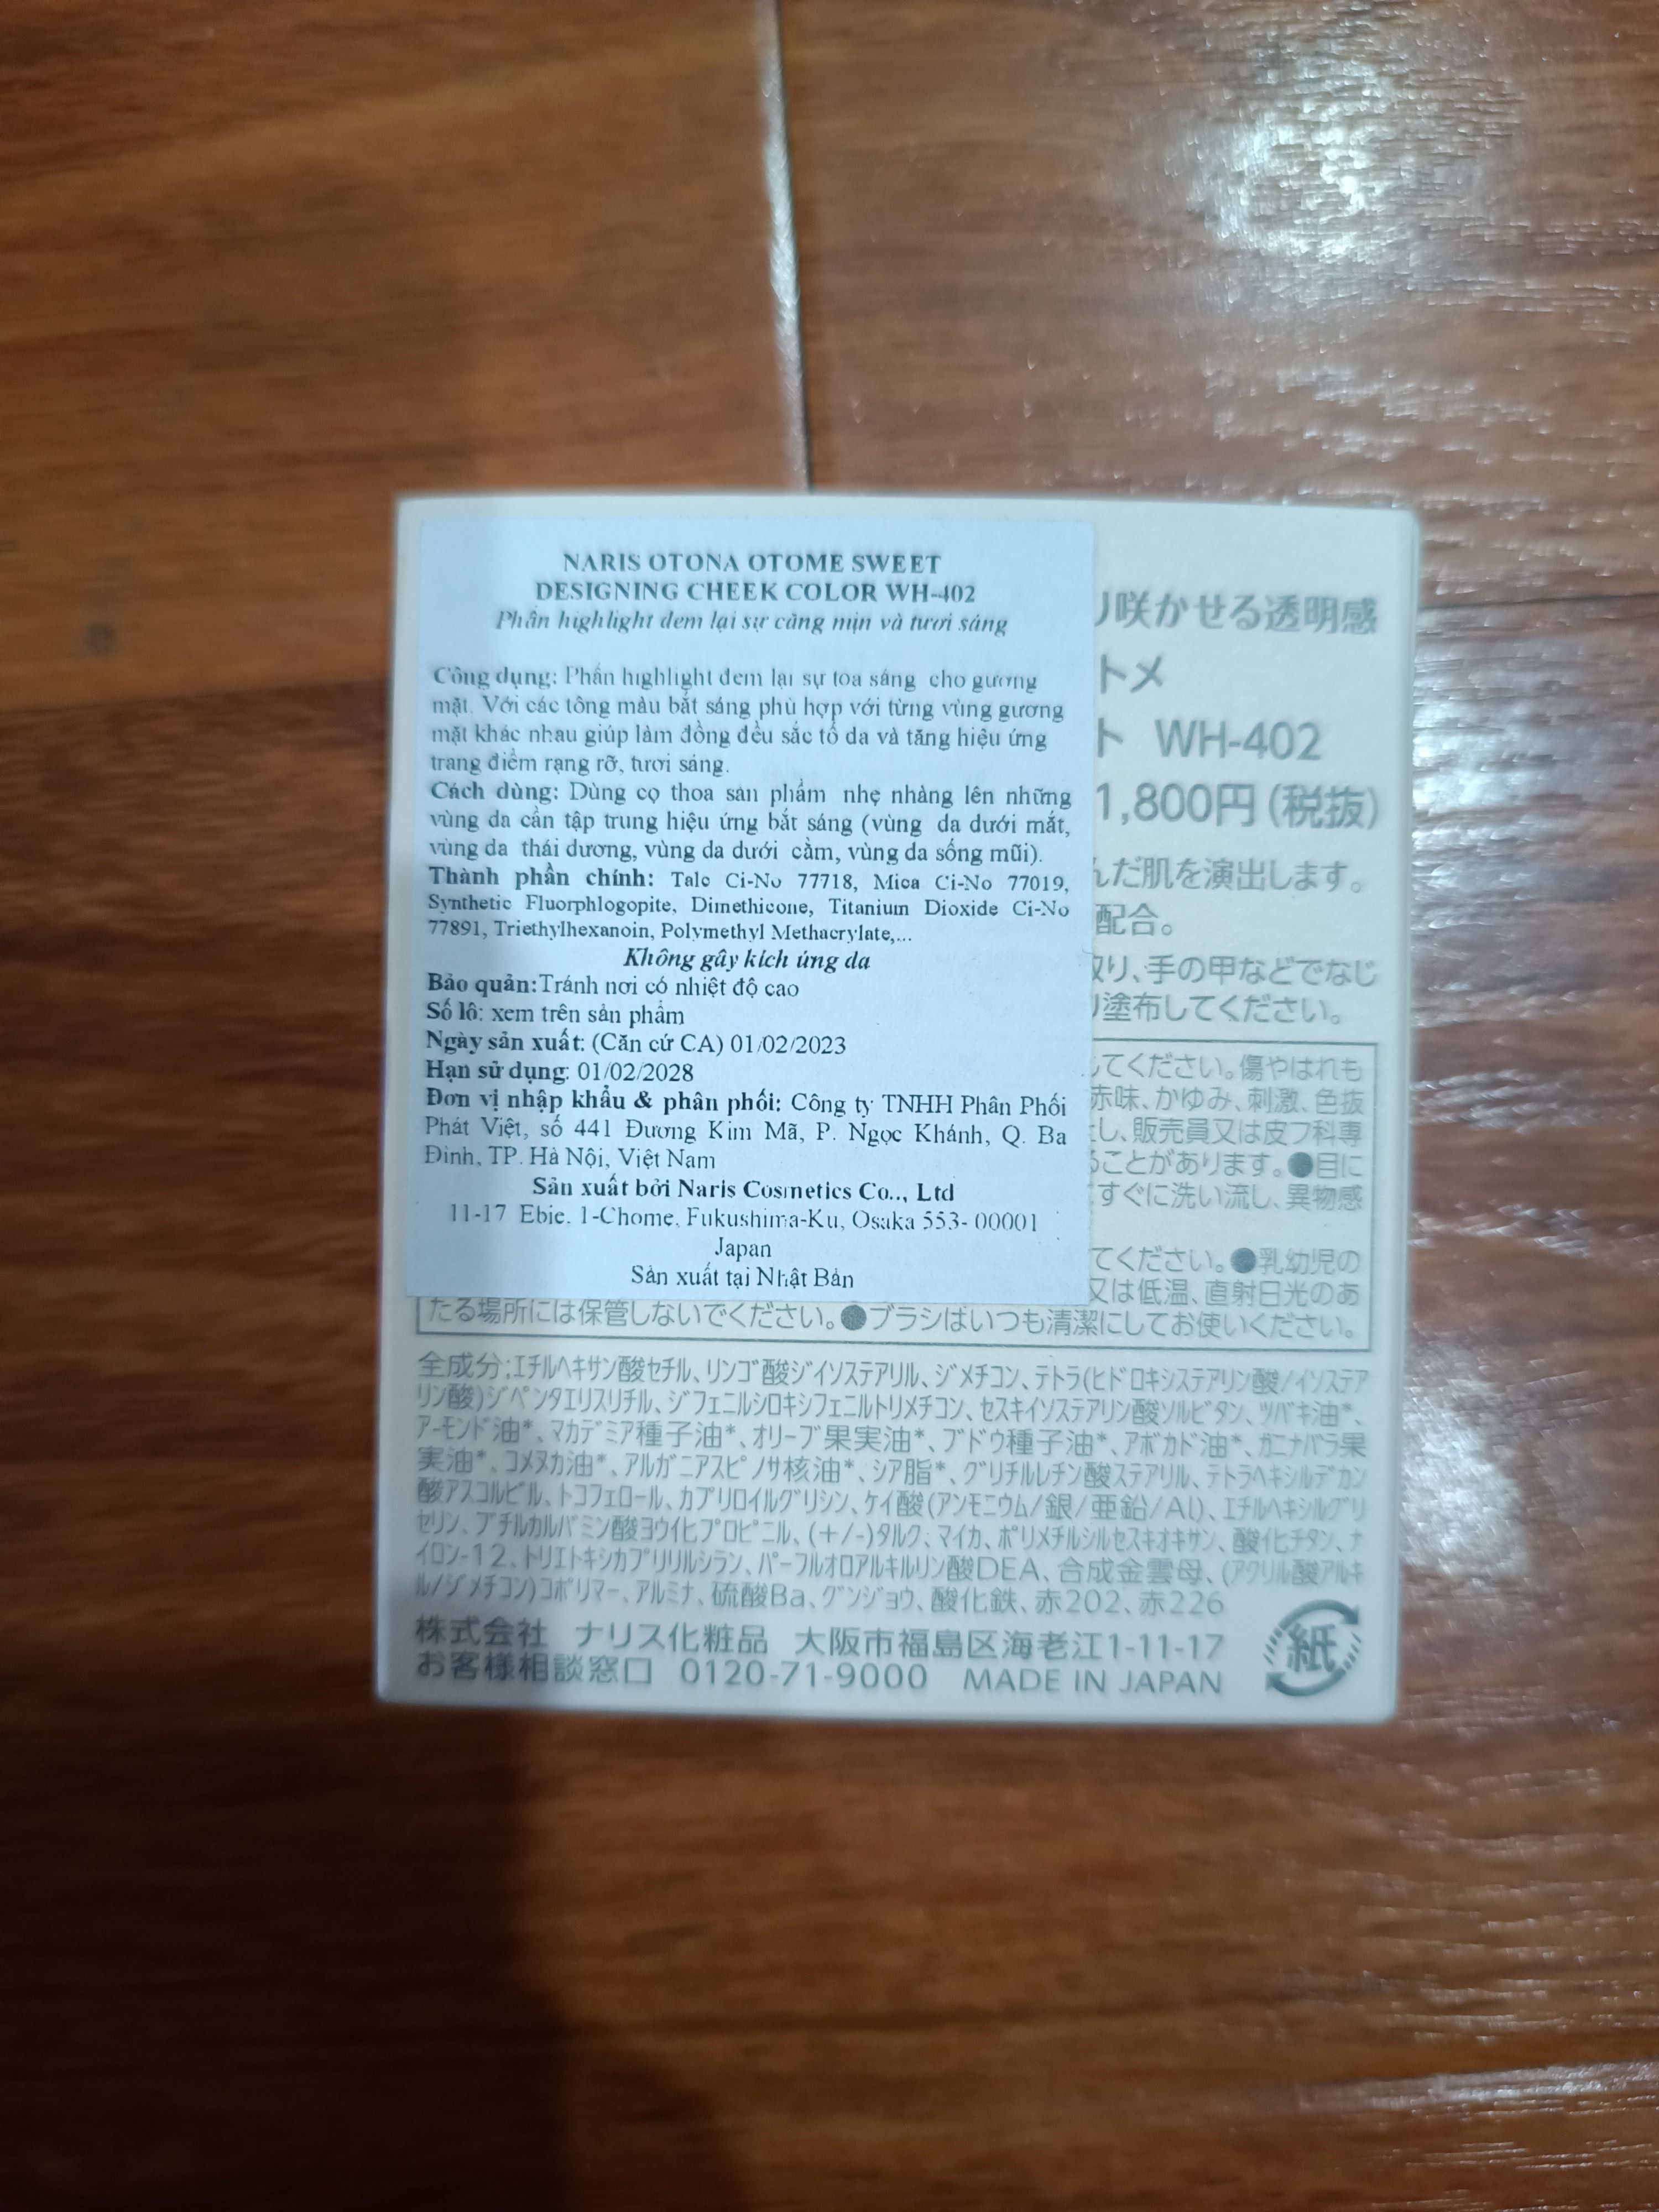 NARIS OTONA OTOME SWEET
DESIGNING CHEEK COLOR WH-402
Phấn highlight đem lại sự căng mịn và tươi sáng
Công dụng: Phấn highlight đem lại sự toa sáng cho gương
mặt. Với các tông màu bắt sáng phù hợp với từng vùng gương
mặt khác nhau giúp làm đồng đều sắc tố da và tăng hiệu ứng
trang điểm rạng rỡ, tươi sáng.
Cách dùng: Dùng cọ thoa sản phẩm nhẹ nhàng lên những
vùng da cần tập trung hiệu ứng bắt sáng (vùng da dưới mắt,
vùng da thái dương, vùng da dưới cằm, vùng da sống mũi).
Thành phần chính: Talc Ci-No 77718, Mica Ci-No 77019,
Synthetic Fluorphlogopite, Dimethicone, Titanium Dioxide Ci-No
77891, Triethylhexanoin, Polymethyl Methacrylate,...
Không gây kích ứng da
Bảo quản:Tránh nơi có nhiệt độ cao
Số lô: xem trên sản phẩm
Ngày sản xuất: (Căn cứ CA) 01/02/2023
Hạn sử dụng: 01/02/2028
Đơn vị nhập khẩu & phân phối: Công ty TNHH Phân Phối
Phát Việt, số 441 Đương Kim Mã, P. Ngọc Khánh, Q. Ba
Đình, TP. Hà Nội, Việt Nam
Sản xuất bởi Naris Cosmetics Co.., Ltd
11-17 Ebie, 1-Chome, Fukushima-Ku, Osaka 553- 00001
Japan
Sản xuất tại Nhật Bản
咲かせる透明感
トメ
ト WH-402
1,800円(税抜)
んだ肌を演出します。
配合。
取り、手の甲などでなじ
塗布してください。
してください。傷やはれも
赤味、かゆみ、刺激、色抜
し、販売員又は皮フ科専
ることがあります。●目に
すぐに洗い流し、異物感
てください。●乳幼児の
又は低温、直射日光のあ
たる場所には保管しないでください。●ブラシはいつも清潔にしてお使いください。
全成分:エチルヘキサン酸セチル、リンゴ酸ジイソステアリル、ジメチコン、テトラ(ヒドロキシステアリン酸/イソステア
リン酸)ジペンタエリスリチル、ジフェニルシロキシフェニルトリメチコン、セスキイソステアリン酸ソルビタン、ツバキ油*、
アーモンド油*、マカデミア種子油*、オリーブ果実油*、ブドウ種子油*、アボカド油*、カニナバラ果
実油*、コメヌカ油*、アルガニアスピノサ核油*、シア脂*、グリチルレチン酸ステアリル、テトラヘキシルデカン
酸アスコルビル、トコフェロール、カプリロイルグリシン、ケイ酸(アンモニウム/銀/亜鉛/Al)、エチルヘキシルグリ
セリン、ブチルカルバミン酸ヨウ化プロピニル、(+/-)タルク、マイカ、ポリメチルシルセスキオキサン、酸化チタン、ナ
イロン-12、トリエトキシカプリリルシラン、パーフルオロアルキルリン酸DEA、合成金雲母、(アクリル酸アルキ
ル/ジメチコン)コポリマー、アルミナ、硫酸Ba、グンジョウ、酸化鉄、赤202、赤226
株式会社 ナリス化粧品 大阪市福島区海老江1-11-17
お客様相談窓口 0120-71-9000 MADE IN JAPAN
紙